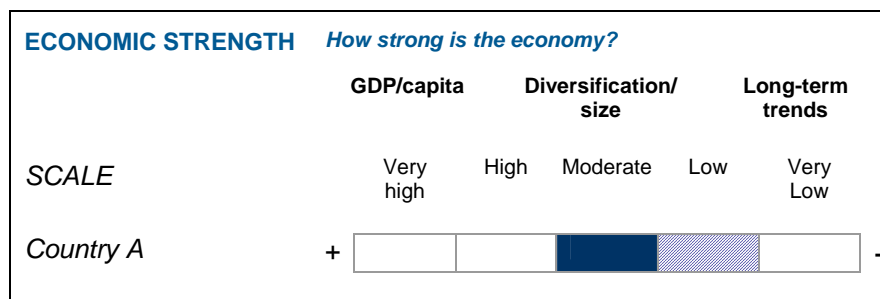 ECONOMIC STRENGTH How strong is the economy?
GDP/capita Diversification/ Long-term
size trends
SCALE Very High Moderate Low Very
high Low
Country A + -